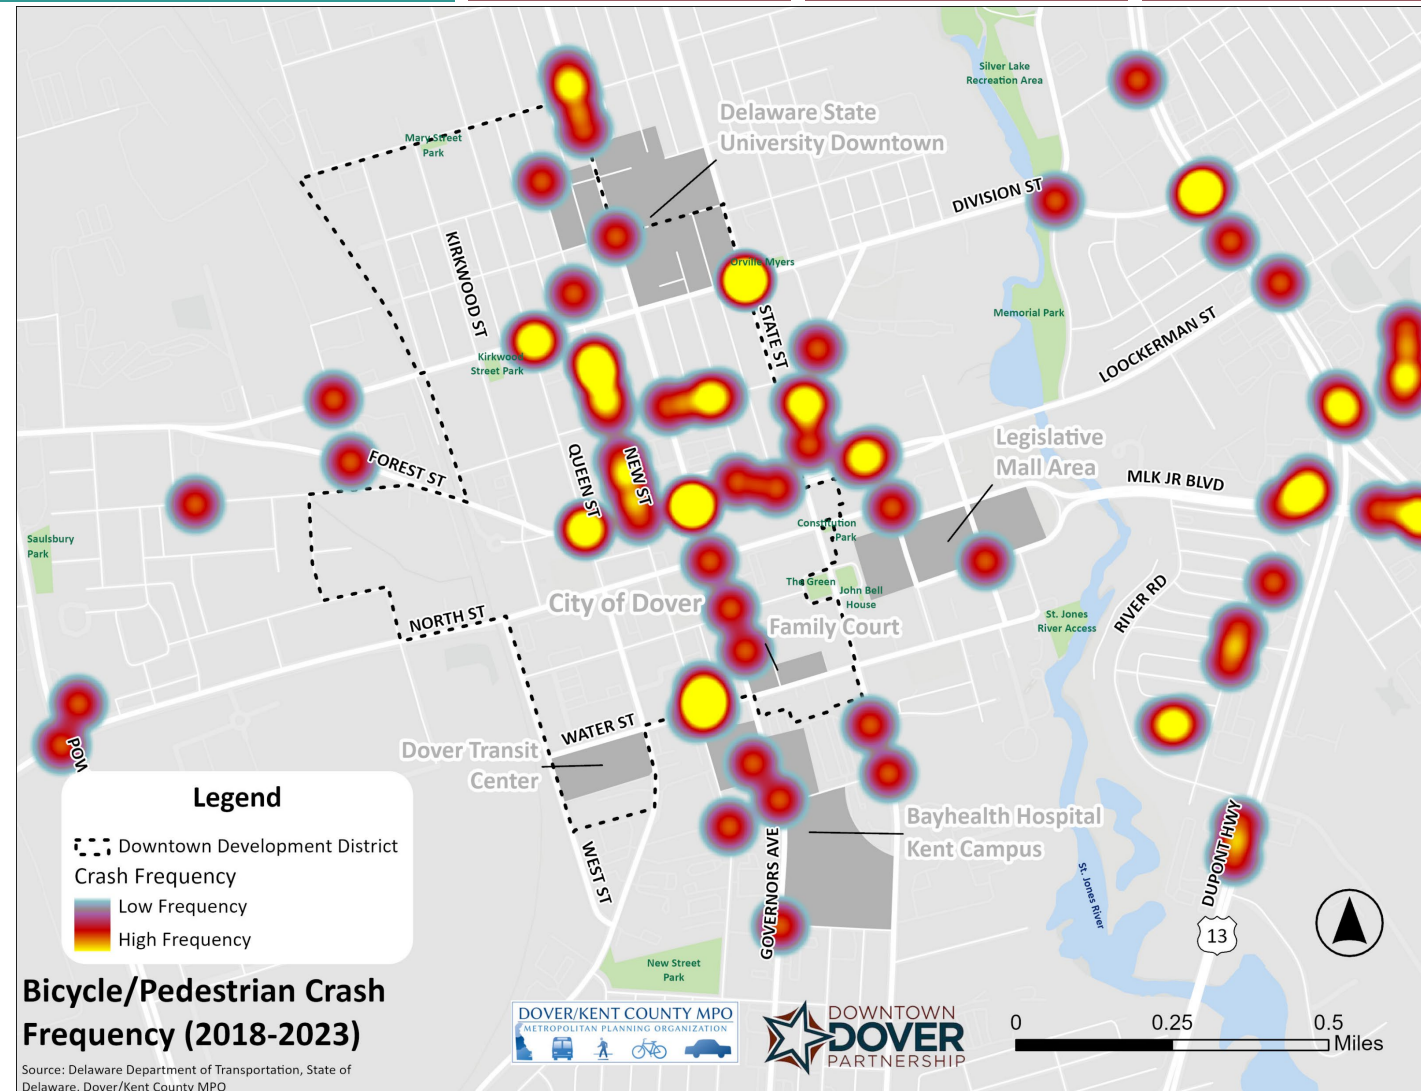 Silver Lake
Recreation Area
Delaware State
University Downtown
Mary Street
Park
DIVISION ST
KIRKWOOD ST
Orville Myers
STATE ST
Memorial Park
LOOCKERMAN ST
Kirkwood
Street Park
Legislative
Mall Area
FOREST ST
QUEEN ST
NEW ST
MLK JR BLVD
Saulsbury
Park
Constitution
Park
The Green
John Bell
House
City of Dover
NORTH ST
Family Court
St. Jones
River Access
RIVER RD
WATER ST
Dover Transit
Center
POW
Bayhealth Hospital
Kent Campus
GOVERNORS AVE
WEST ST
St. Jones River
DUPONT HWY
13
New Street
Park
Legend
Downtown Development District
Crash Frequency
Low Frequency
High Frequency
Bicycle/Pedestrian Crash
Frequency (2018-2023)
Source: Delaware Department of Transportation, State of
Delaware, Dover/Kent County MPO
DOVER/KENT COUNTY MPO
METROPOLITAN PLANNING ORGANIZATION
DOWNTOWN
DOVER
PARTNERSHIP
0 0.25 0.5
Miles